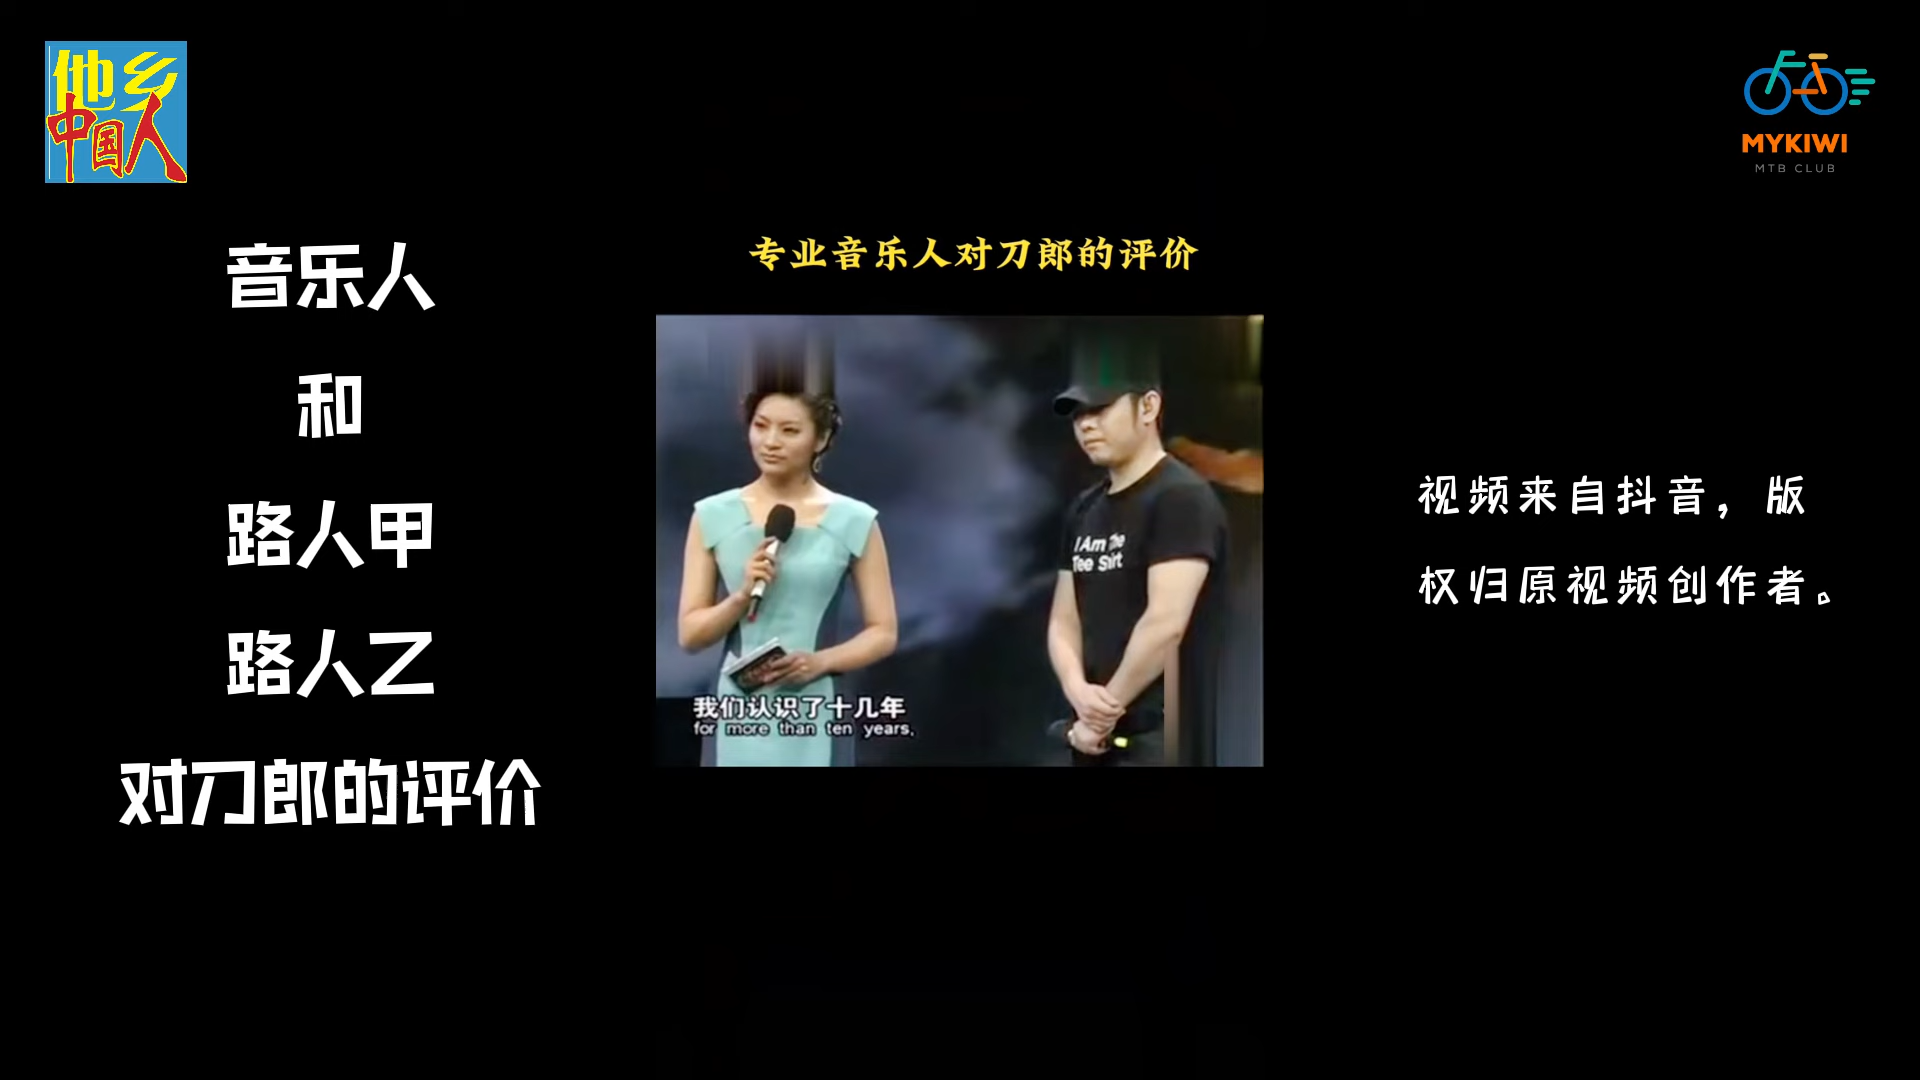 他乡
中国人
MYKIWI
MTB CLUB
音乐人
和
路人甲
路人乙
对刀郎的评价
专业音乐人对刀郎的评价
I Am The
Tee Shirt
我们认识了十几年
for more than ten years,
视频来自抖音，版
权归原视频创作者。